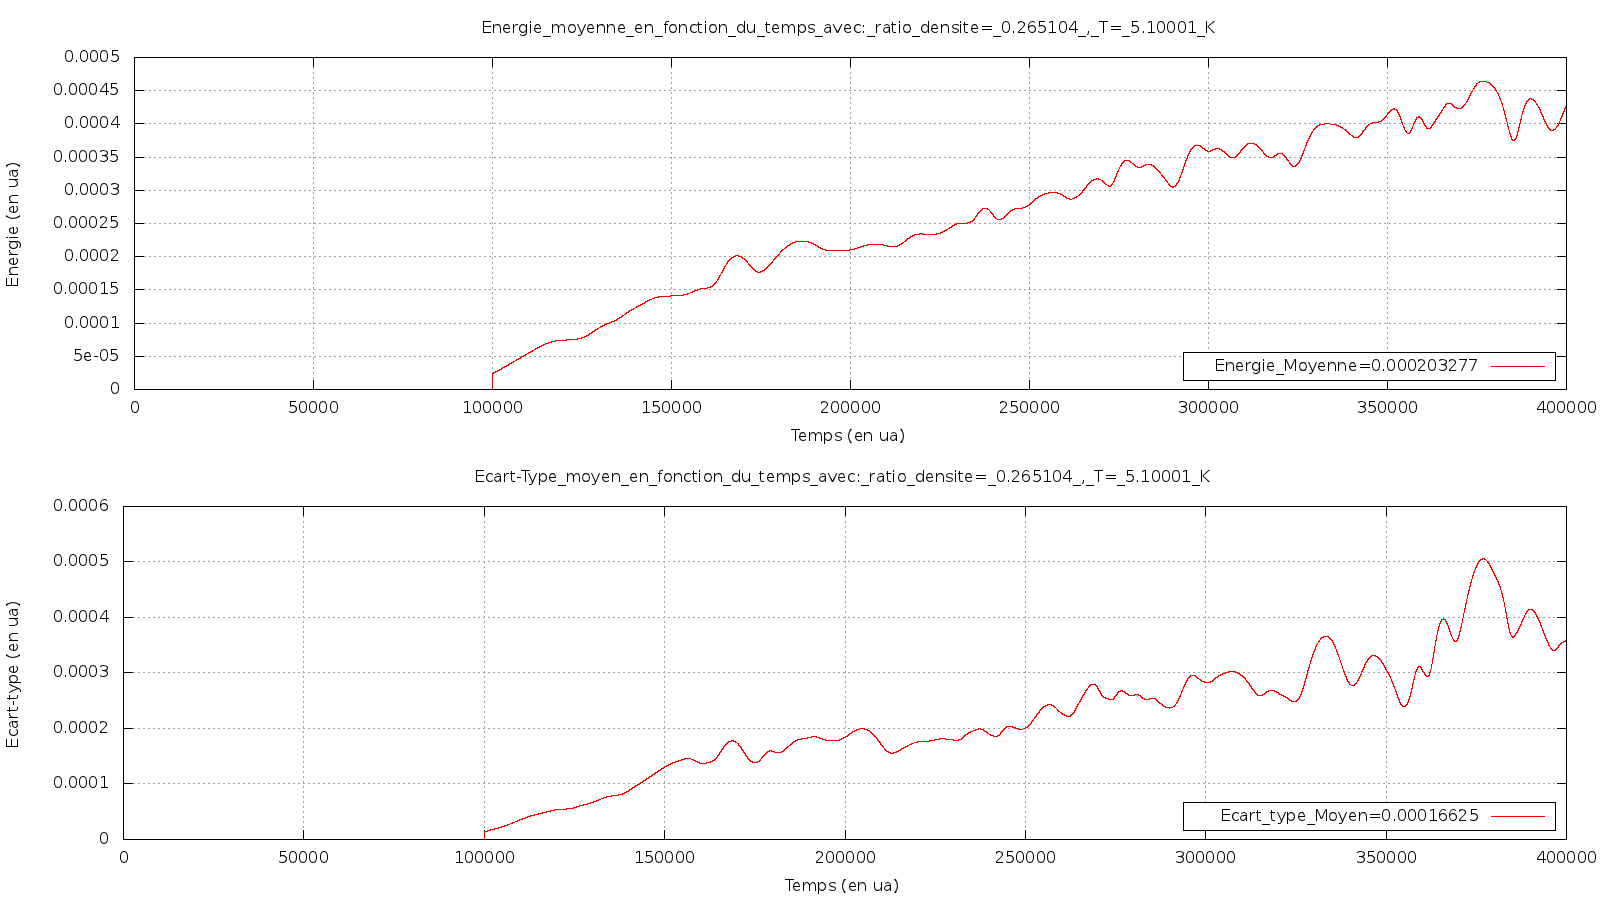 Energie_moyenne_en_fonction_du_temps_avec:_ratio_densite=_0.265104_,_T=_5.10001_K
0.0005
0.00045
0.0004
0.00035
0.0003
0.00025
0.0002
0.00015
0.0001
5e-05
0
Energie (en ua)
Energie_Moyenne=0.000203277
0 50000 100000 150000 200000 250000 300000 350000 400000
Temps (en ua)
Ecart-Type_moyen_en_fonction_du_temps_avec:_ratio_densite=_0.265104_,_T=_5.10001_K
0.0006
0.0005
0.0004
0.0003
0.0002
0.0001
0
Ecart-type (en ua)
Ecart_type_Moyen=0.00016625
0 50000 100000 150000 200000 250000 300000 350000 400000
Temps (en ua)